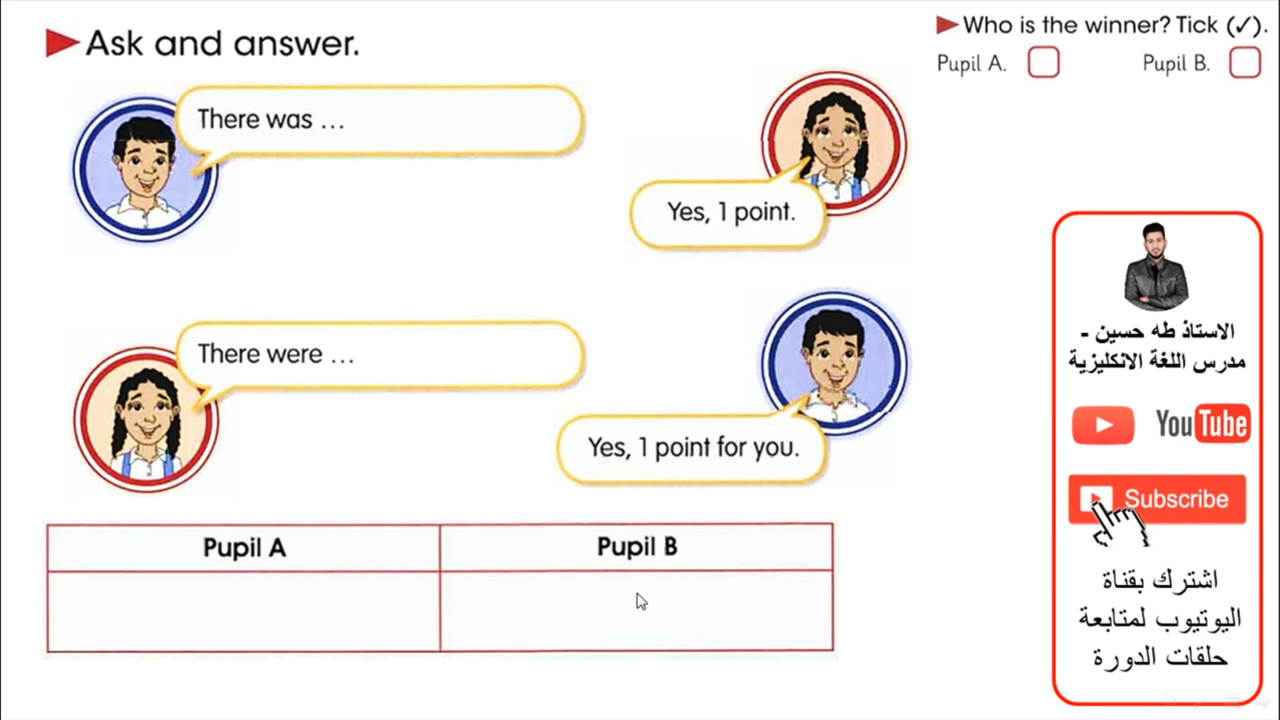 Ask and answer.
Who is the winner? Tick (✓).
Pupil A.
Pupil B.
There was ...
Yes, 1 point.
There were ...
Yes, 1 point for you.
Pupil A
Pupil B
الاستاذ طه حسين -
مدرس اللغة الانكليزية
YouTube
Subscribe
اشترك بقناة
اليوتيوب لمتابعة
حلقات الدورة